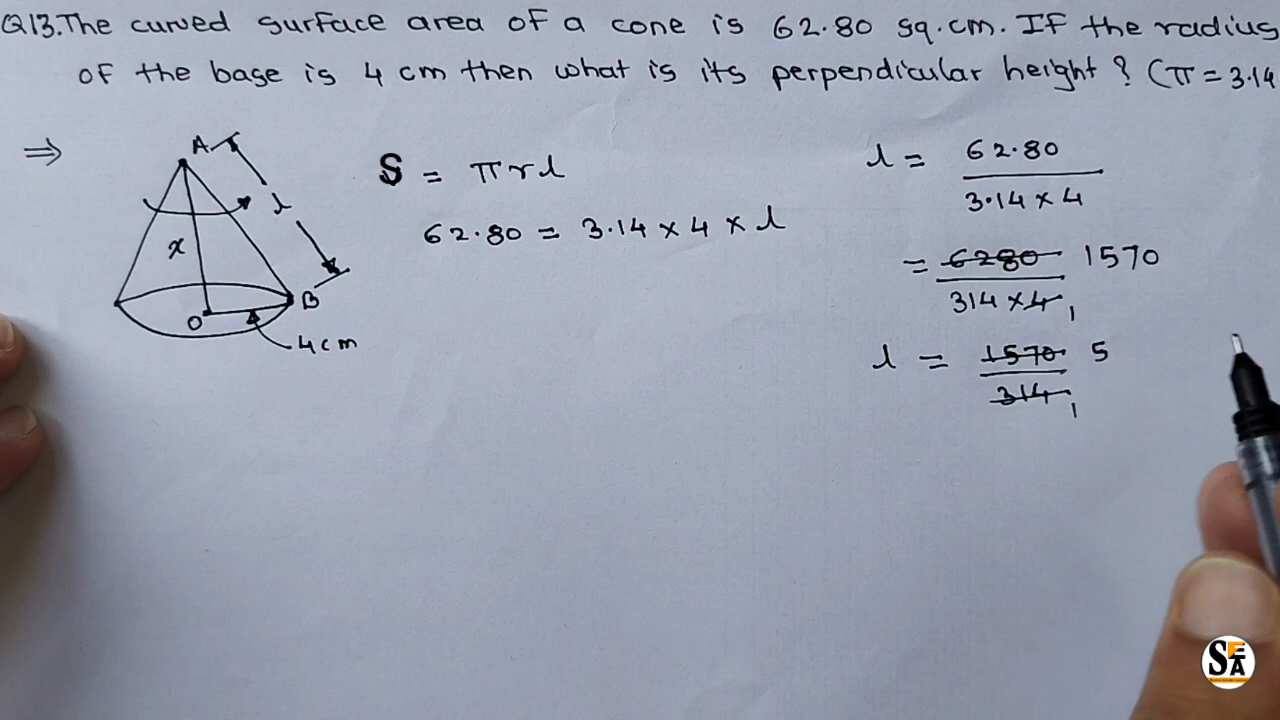 Q13. The curved surface area of a cone is 62.80 sq.cm. If the radius
of the base is 4 cm then what is its perpendicular height? (π = 3.14
⇒
A
l
x
O
B
4cm
S = πrl
62.80 = 3.14 × 4 × l
l = 62.80 / 3.14 × 4
= 6280 / 314 × 4 1 1570
l = 1570 / 314 1 5
SFA